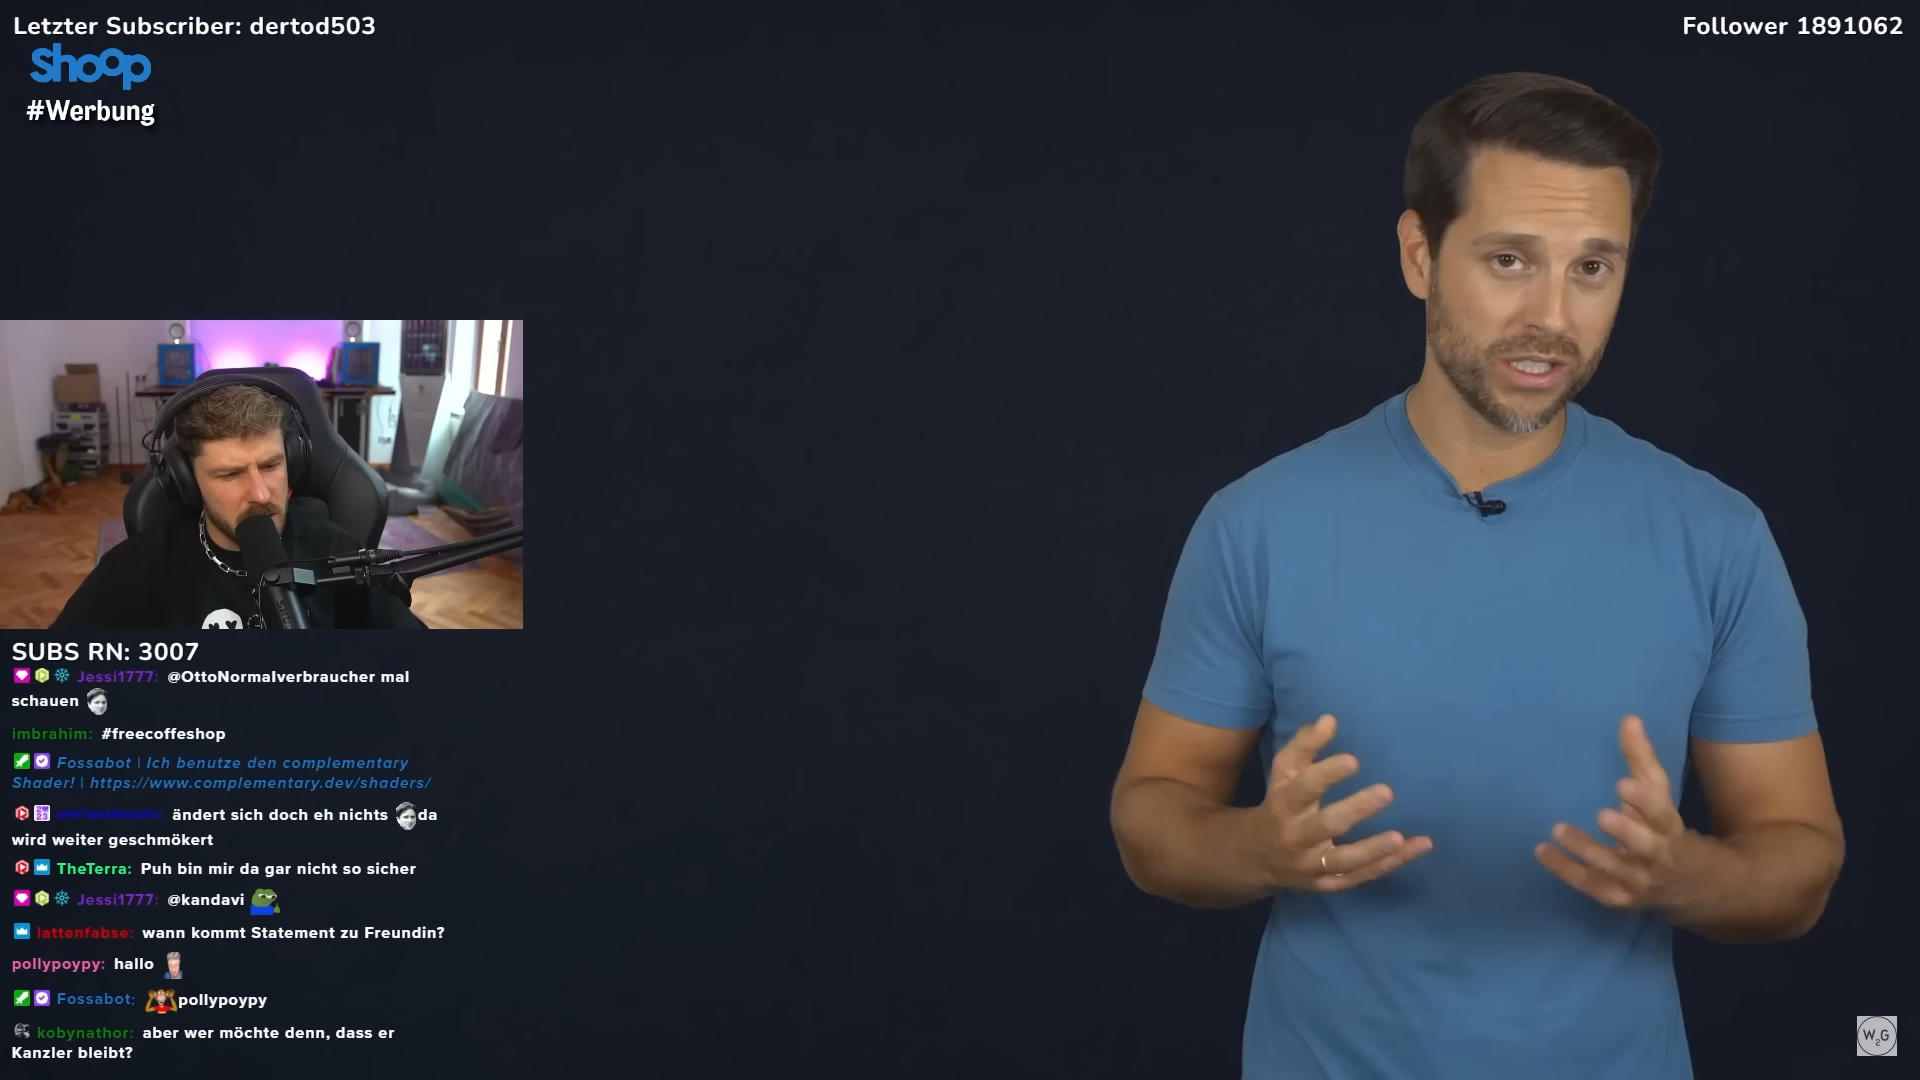 Letzter Subscriber: dertod503
Follower 1891062
Shoop
#Werbung
SUBS RN: 3007
Jessi1777: @OttoNormalverbraucher mal
schauen
imbrahim: #freecoffeshop
Fossabot | Ich benutze den complementary
Shader! | https://www.complementary.dev/shaders/
ändert sich doch eh nichts da
wird weiter geschmökert
TheTerra: Puh bin mir da gar nicht so sicher
Jessi1777: @kandavi
lattenfabse: wann kommt Statement zu Freundin?
pollypoypy: hallo
Fossabot: pollypoypy
kobynathor: aber wer möchte denn, dass er
Kanzler bleibt?
W2G